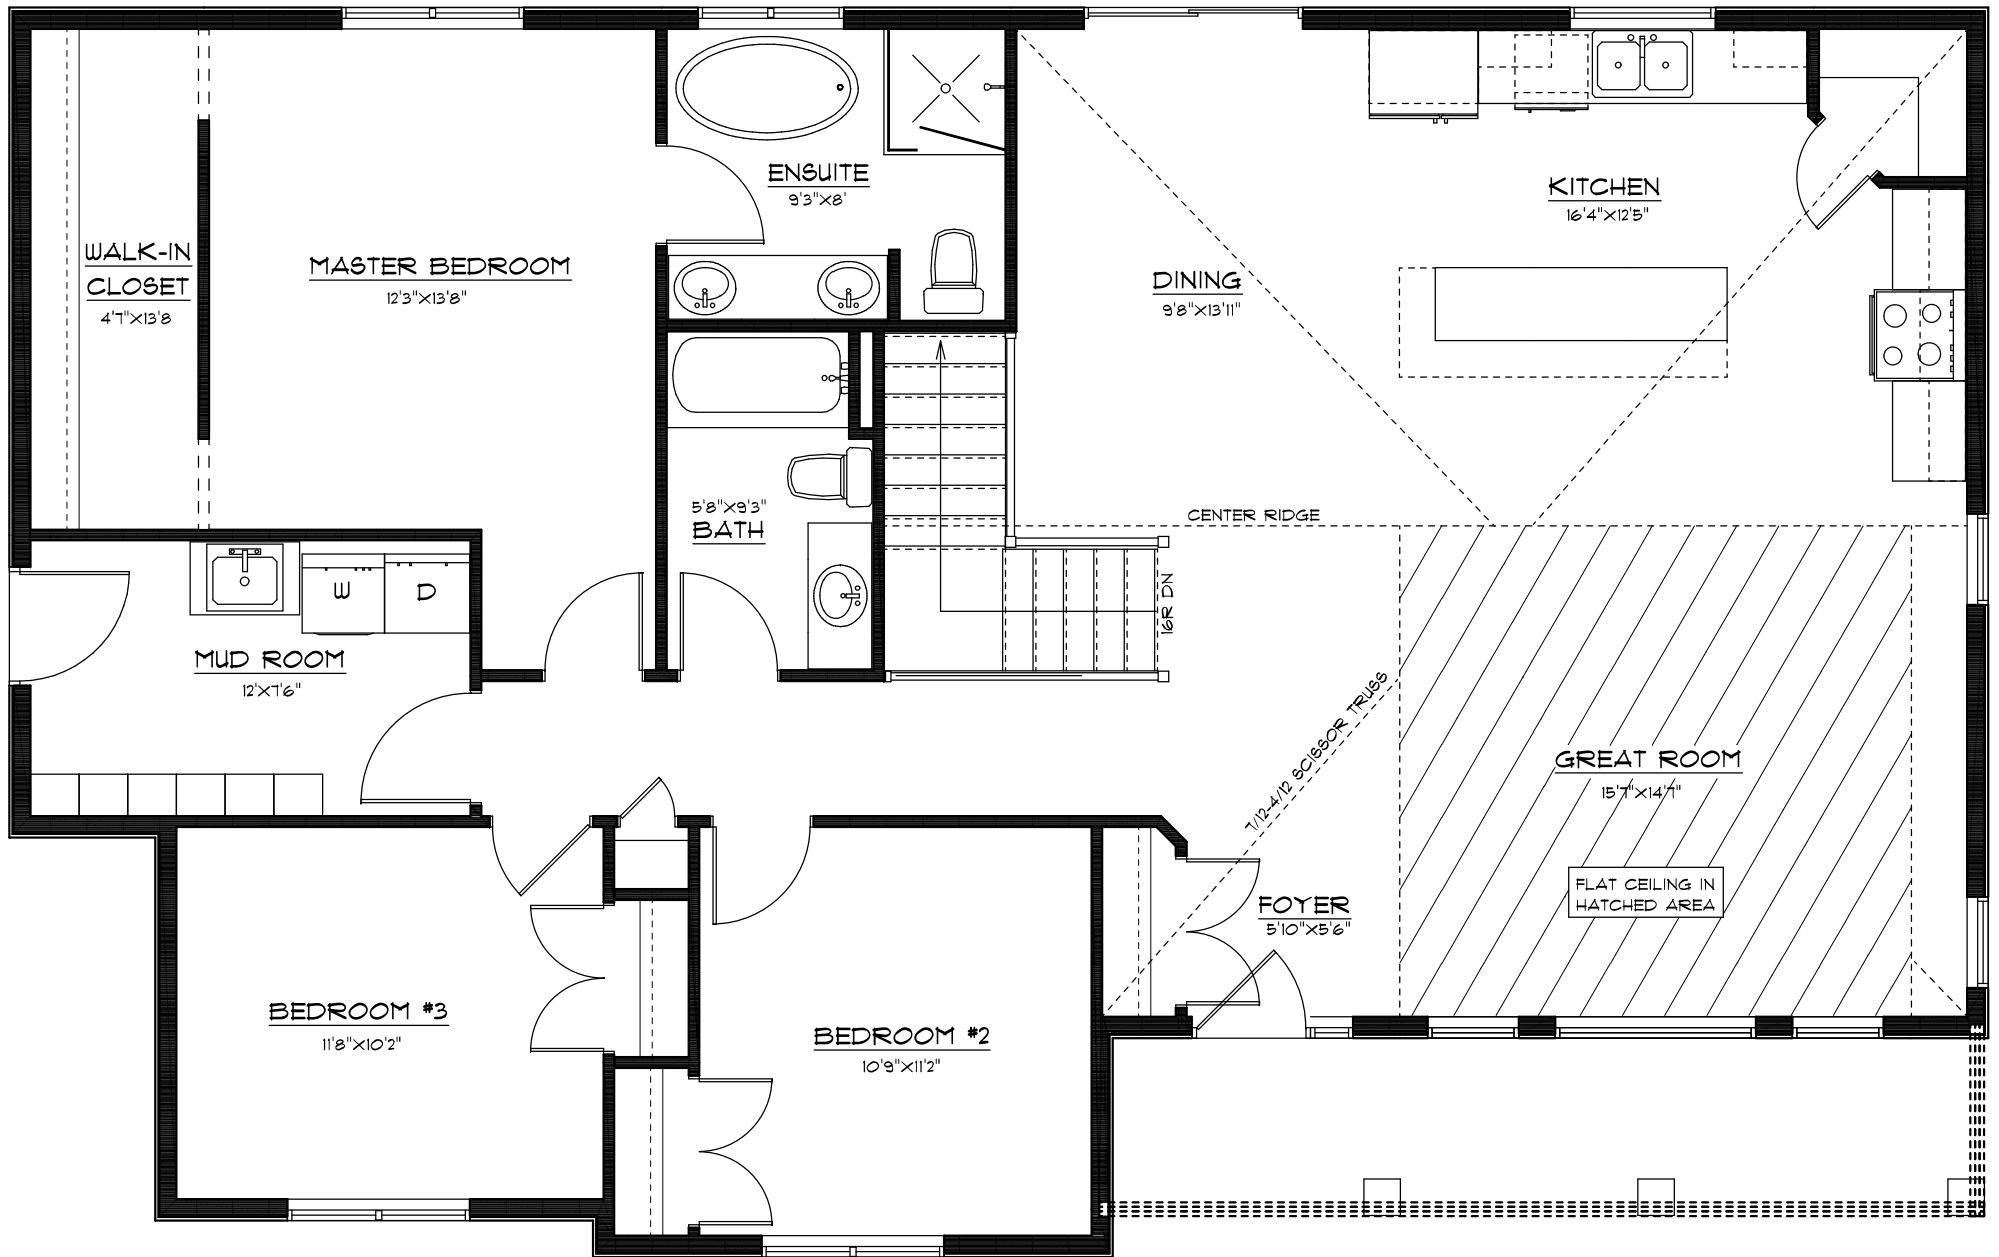 ENSUITE
9'3"X8'
KITCHEN
16'4"X12'5"
WALK-IN
CLOSET
4'7"X13'8
MASTER BEDROOM
12'3"X13'8"
DINING
9'8"X13'11"
5'8"X9'3"
BATH
CENTER RIDGE
16R DN
W
D
MUD ROOM
12'X7'6"
7/12-4/12 SCISSOR TRUSS
GREAT ROOM
15'7"X14'7"
FLAT CEILING IN
HATCHED AREA
FOYER
5'10"X5'6"
BEDROOM #3
11'8"X10'2"
BEDROOM #2
10'9"X11'2"